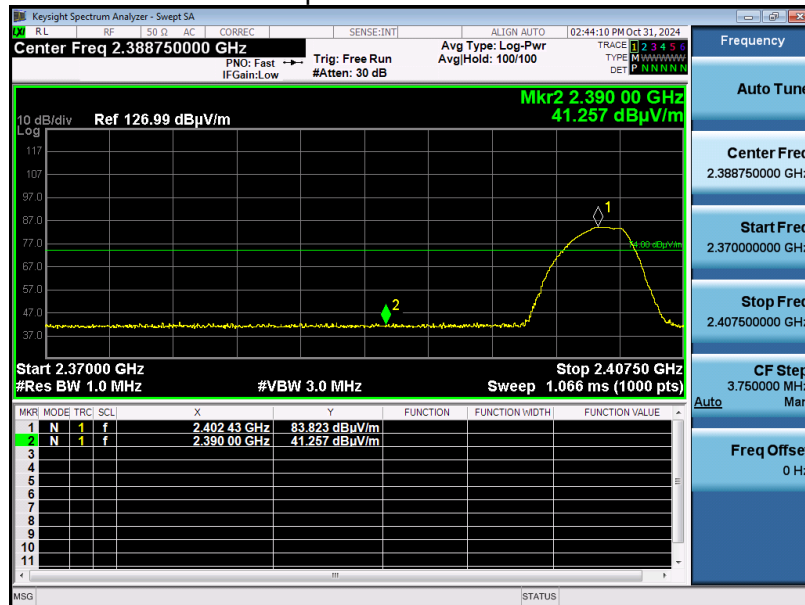 Keysight Spectrum Analyzer - Swept SA
LXI RL RF 50 Ω AC CORREC SENSE:INT ALIGN AUTO 02:44:10 PM Oct 31, 2024
Center Freq 2.388750000 GHz
PNO: Fast
IFGain:Low
Trig: Free Run
#Atten: 30 dB
Avg Type: Log-Pwr
Avg|Hold: 100/100
TRACE 1 2 3 4 5 6
TYPE M WWWWW
DET P N N N N N
Mkr2 2.390 00 GHz
41.257 dBµV/m
10 dB/div Ref 126.99 dBµV/m
Log
117
107
97.0
87.0
77.0
67.0
57.0
47.0
37.0
1
2
Start 2.37000 GHz Stop 2.40750 GHz
#Res BW 1.0 MHz #VBW 3.0 MHz Sweep 1.066 ms (1000 pts)
MKR MODE TRC SCL X Y FUNCTION FUNCTION WIDTH FUNCTION VALUE
1 N 1 f 2.402 43 GHz 83.823 dBµV/m
2 N 1 f 2.390 00 GHz 41.257 dBµV/m
3
4
5
6
7
8
9
10
11
MSG STATUS
Frequency
Auto Tune
Center Freq
2.388750000 GHz
Start Freq
2.370000000 GHz
Stop Freq
2.407500000 GHz
CF Step
3.750000 MHz
Auto Man
Freq Offset
0 Hz